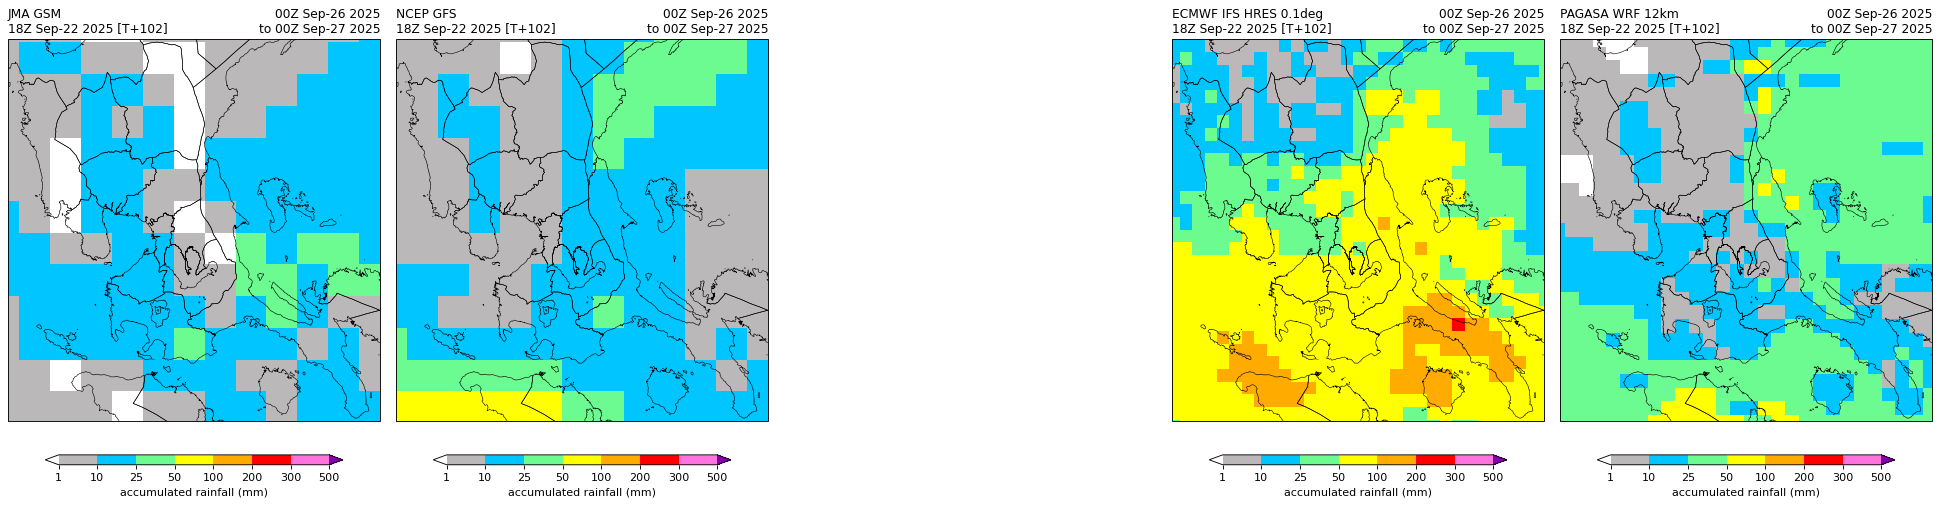 JMA GSM 00Z Sep-26 2025
18Z Sep-22 2025 [T+102] to 00Z Sep-27 2025
1 10 25 50 100 200 300 500
accumulated rainfall (mm)
NCEP GFS 00Z Sep-26 2025
18Z Sep-22 2025 [T+102] to 00Z Sep-27 2025
1 10 25 50 100 200 300 500
accumulated rainfall (mm)
ECMWF IFS HRES 0.1deg 00Z Sep-26 2025
18Z Sep-22 2025 [T+102] to 00Z Sep-27 2025
1 10 25 50 100 200 300 500
accumulated rainfall (mm)
PAGASA WRF 12km 00Z Sep-26 2025
18Z Sep-22 2025 [T+102] to 00Z Sep-27 2025
1 10 25 50 100 200 300 500
accumulated rainfall (mm)